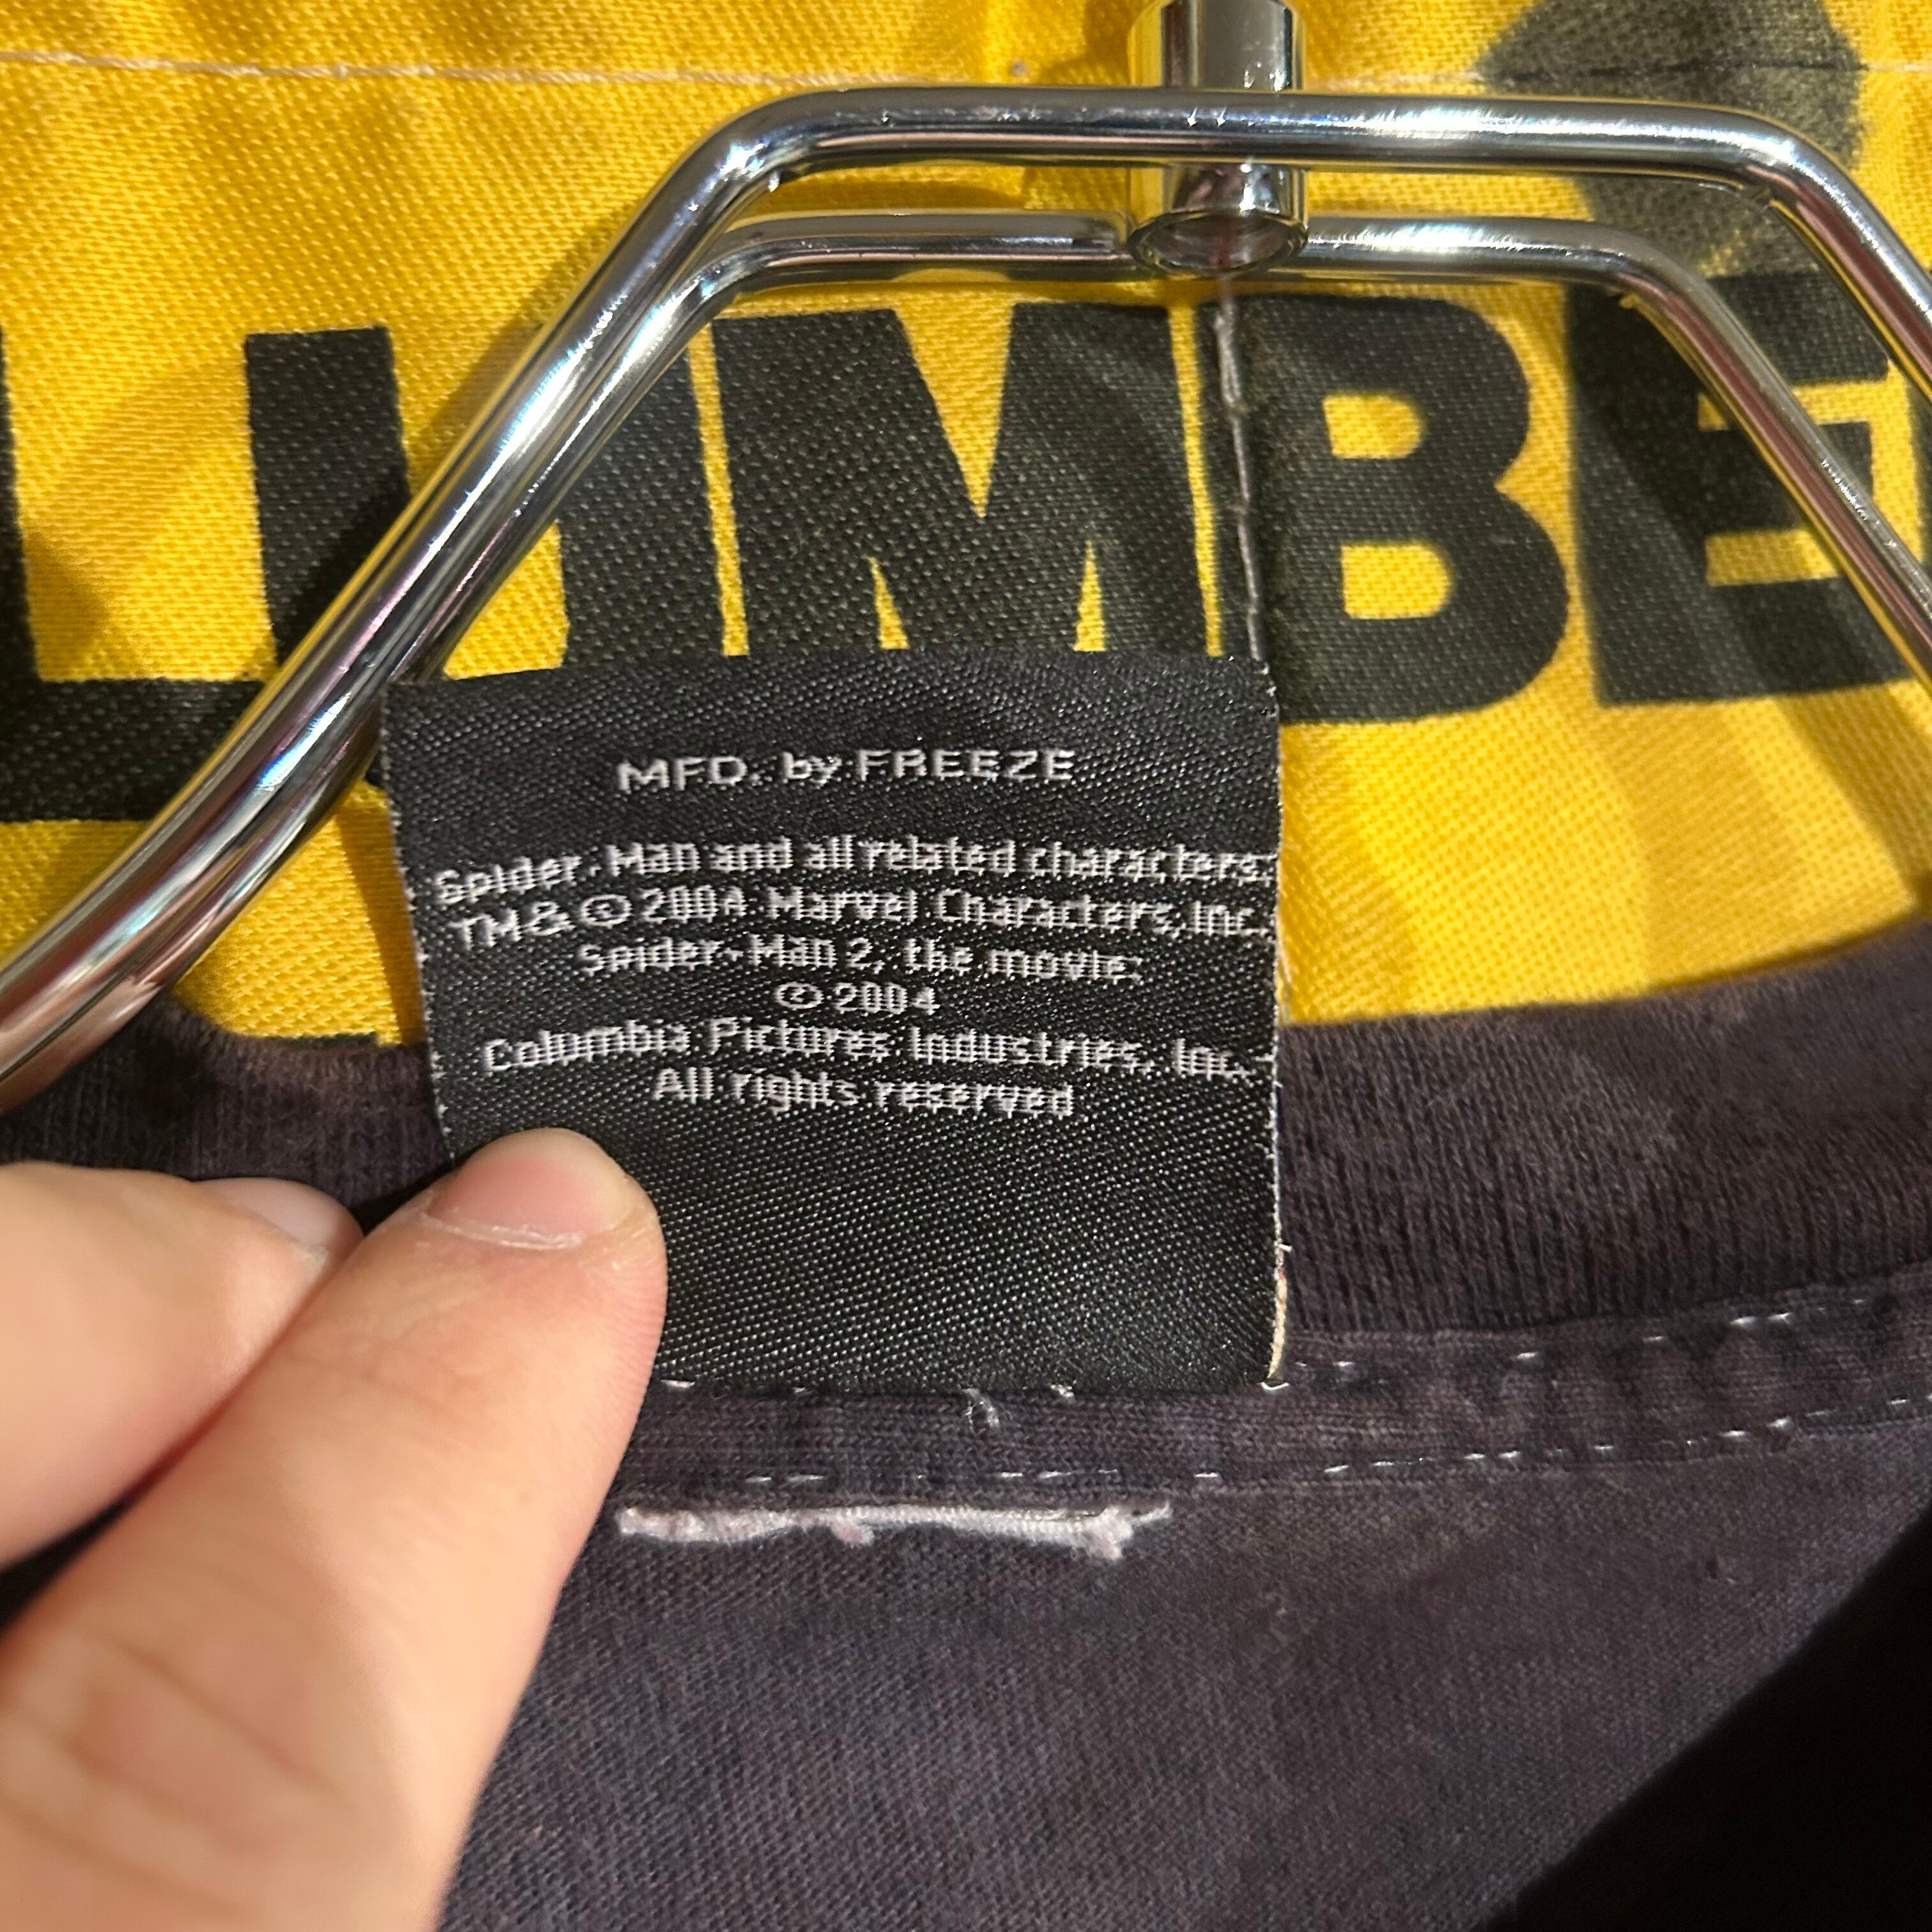 LUMBE
MFD. by FREEZE
Spider-Man and all related characters.
TM & © 2004 Marvel Characters, Inc.
Spider-Man 2, the movie:
© 2004
Columbia Pictures Industries, Inc.
All rights reserved